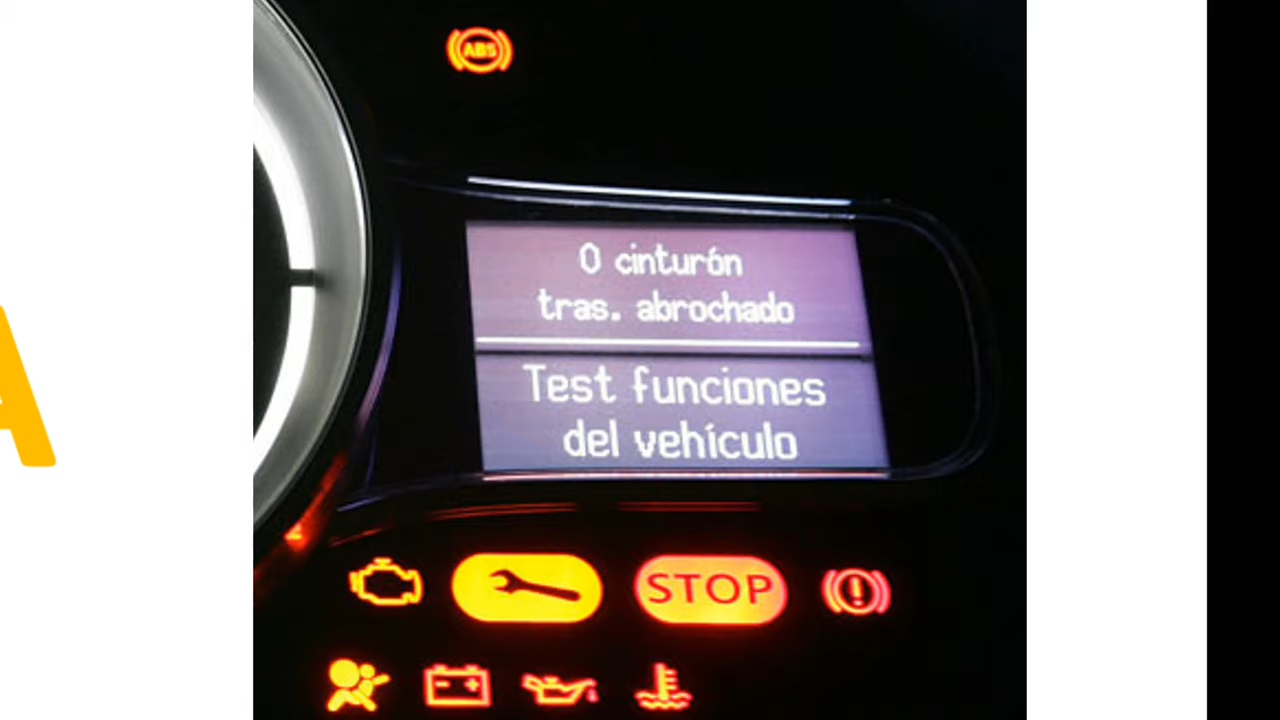 A
ABS
0 cinturón
tras. abrochado
Test funciones
del vehículo
STOP